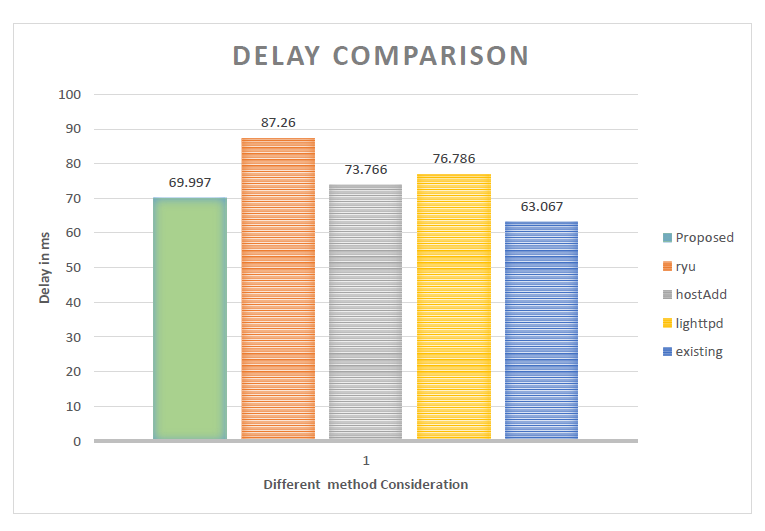 DELAY COMPARISON
100
90
80
70
60
50
40
30
20
10
0
Delay in ms
69.997
87.26
73.766
76.786
63.067
1
Different method Consideration
Proposed
ryu
hostAdd
lighttpd
existing